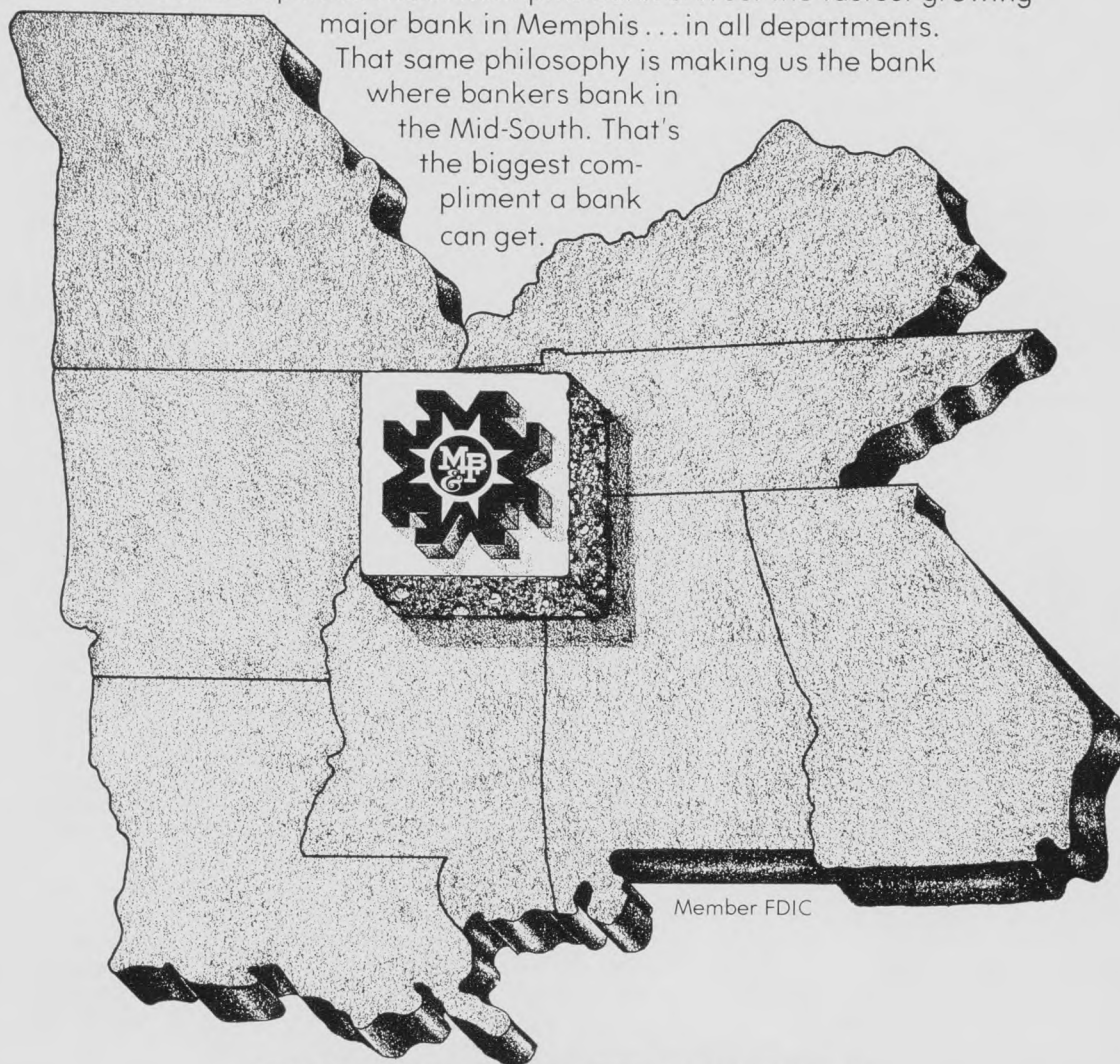 major bank in Memphis... in all departments.
That same philosophy is making us the bank
where bankers bank in
the Mid-South. That's
the biggest com-
pliment a bank
can get.
MB
&F
Member FDIC